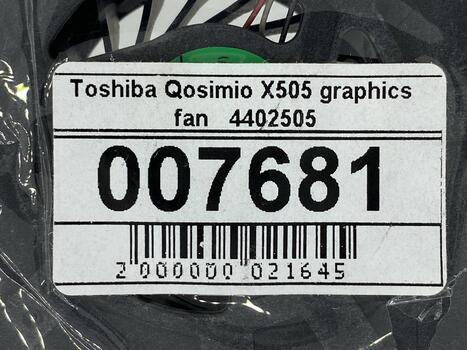 Toshiba Qosimio X505 graphics
fan 4402505
007681
2 000000 021645